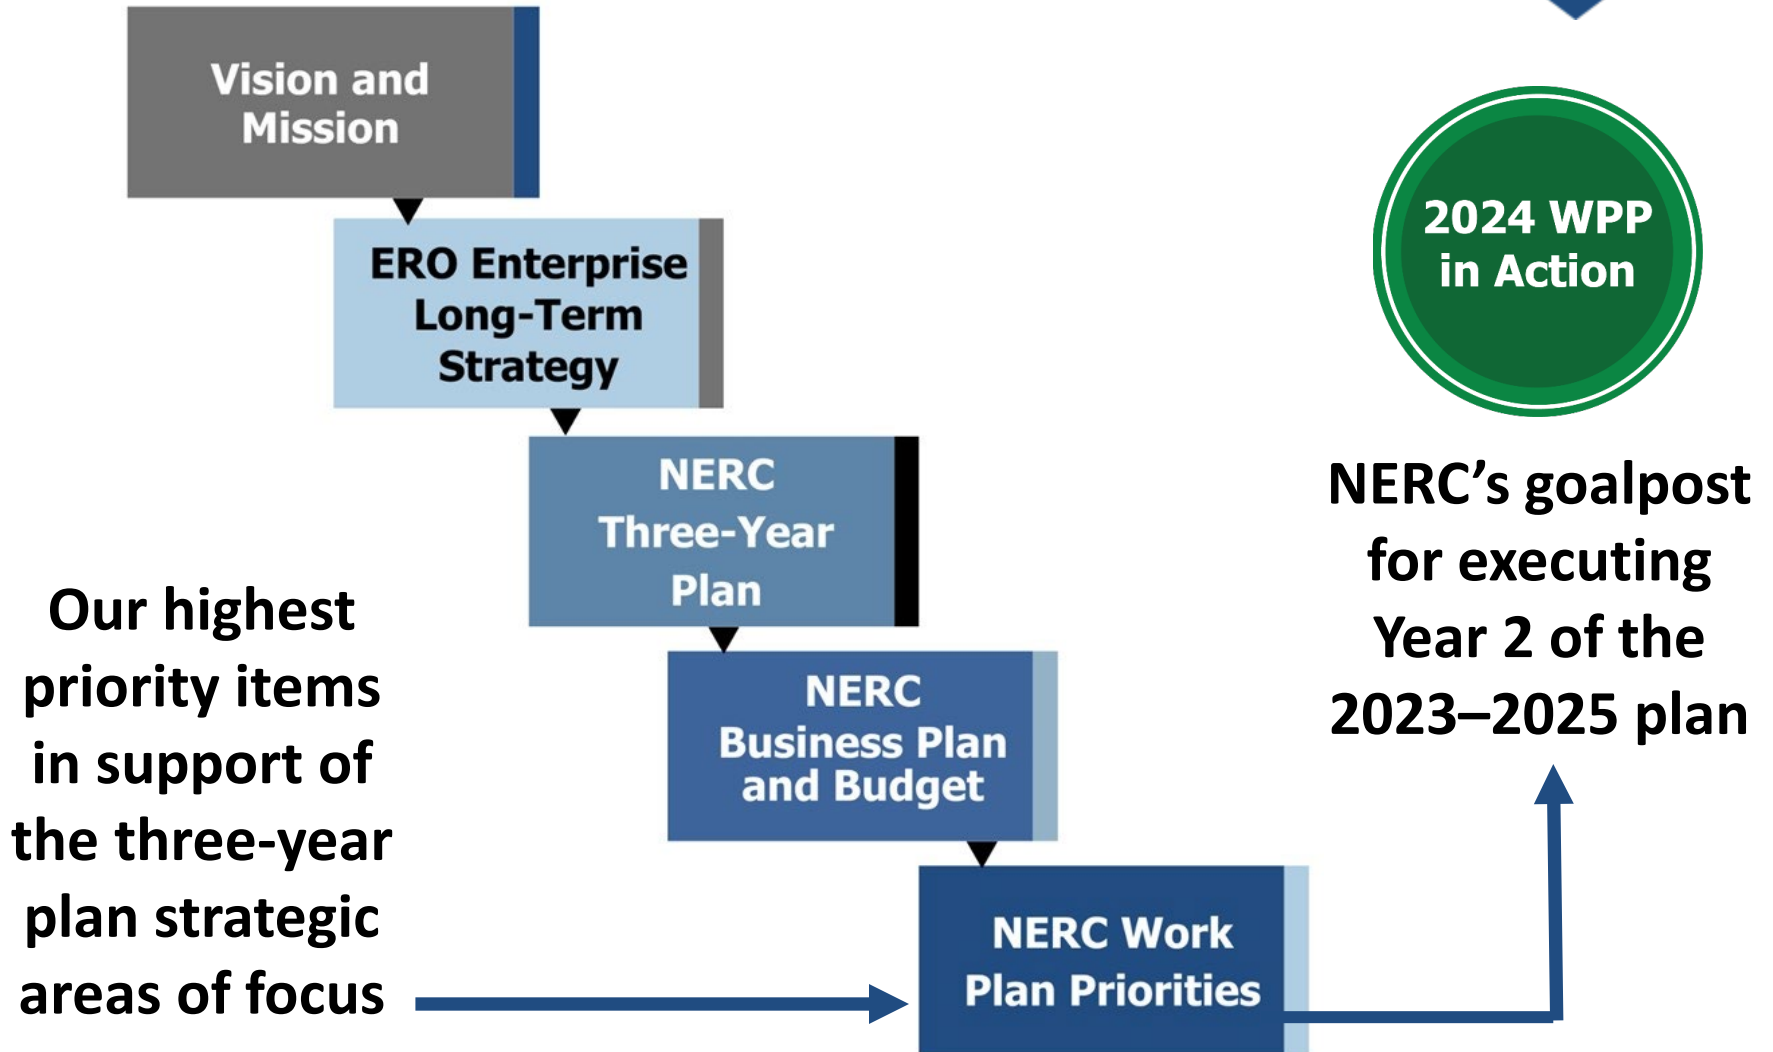 Vision and
Mission
ERO Enterprise
Long-Term
Strategy
NERC
Three-Year
Plan
NERC
Business Plan
and Budget
NERC Work
Plan Priorities
Our highest
priority items
in support of
the three-year
plan strategic
areas of focus
2024 WPP
in Action
NERC’s goalpost
for executing
Year 2 of the
2023–2025 plan